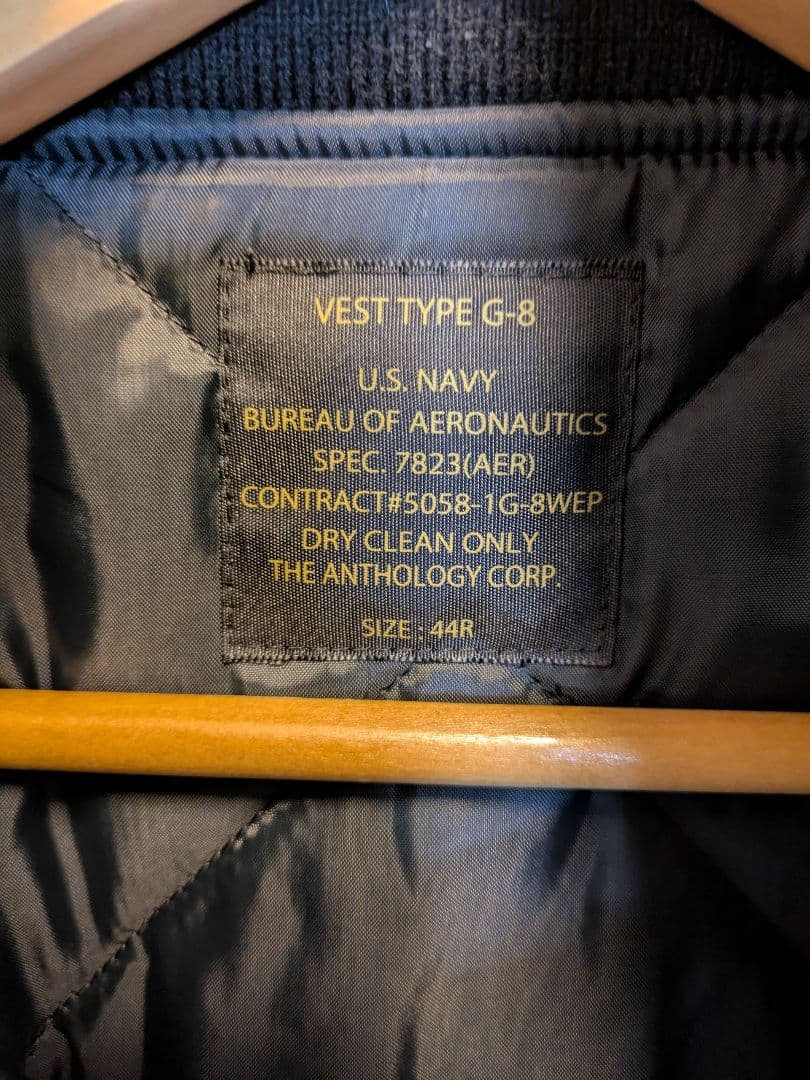 VEST TYPE G-8
U.S. NAVY
BUREAU OF AERONAUTICS
SPEC. 7823(AER)
CONTRACT#5058-1G-8WEP
DRY CLEAN ONLY
THE ANTHOLOGY CORP.
SIZE : 44R